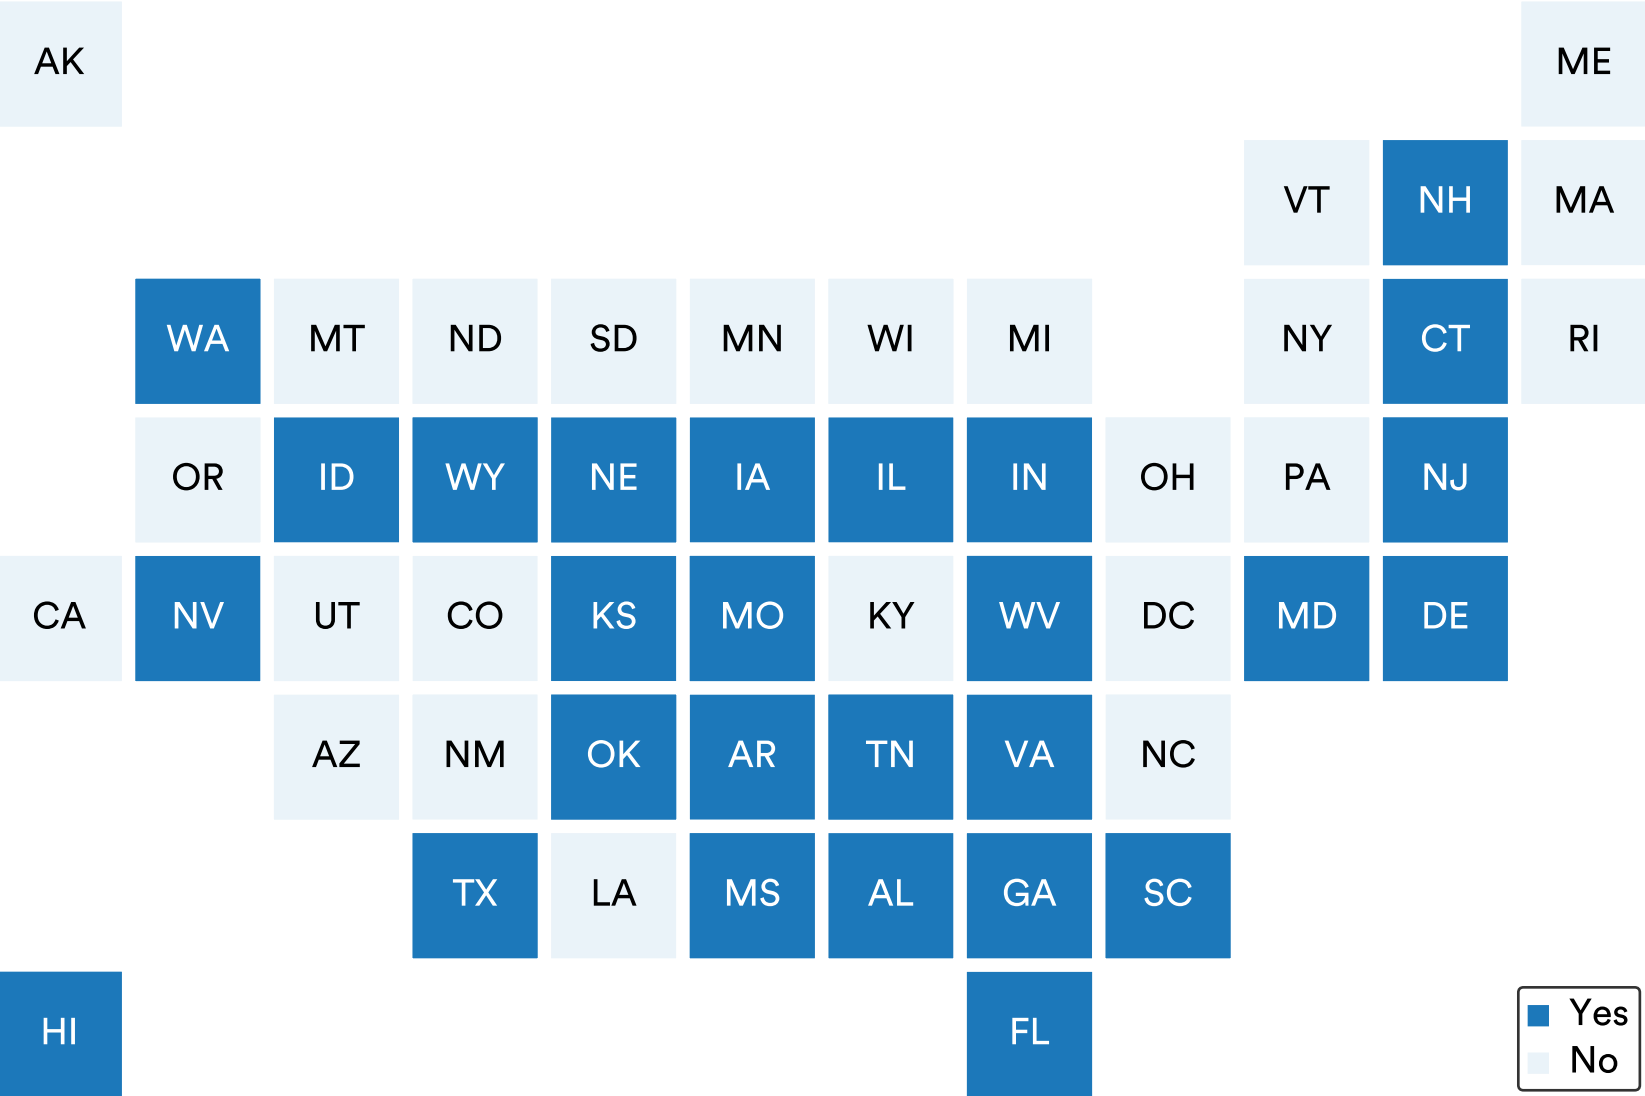 AK ME
VT NH MA
WA MT ND SD MN WI MI NY CT RI
OR ID WY NE IA IL IN OH PA NJ
CA NV UT CO KS MO KY WV DC MD DE
AZ NM OK AR TN VA NC
TX LA MS AL GA SC
HI FL
Yes
No